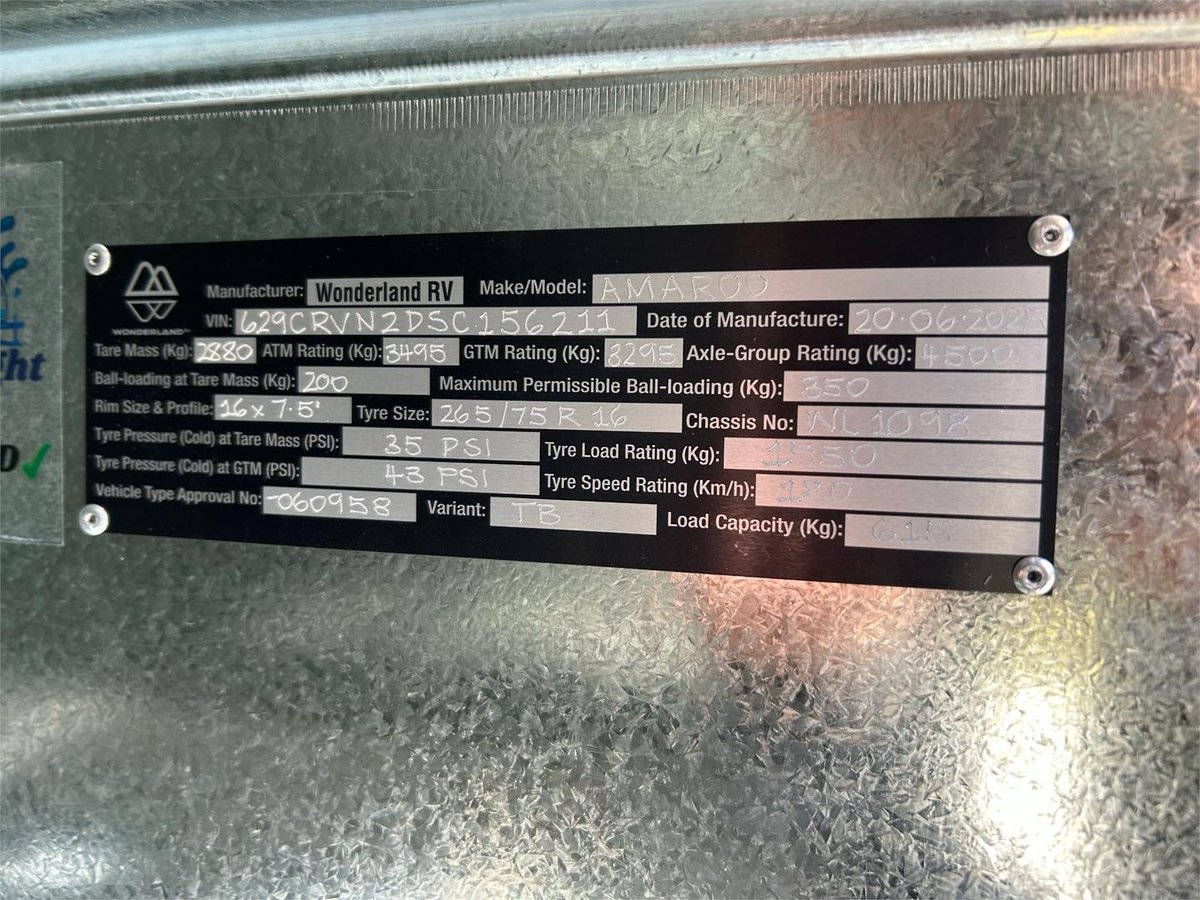 WONDERLAND
Manufacturer: Wonderland RV Make/Model: AMAROO
VIN: 629CRVN2DSC156211 Date of Manufacture: 20·06·2025
Tare Mass (Kg): 2880 ATM Rating (Kg): 3495 GTM Rating (Kg): 3295 Axle-Group Rating (Kg): 4500
Ball-loading at Tare Mass (Kg): 200 Maximum Permissible Ball-loading (Kg): 350
Rim Size & Profile: 16 x 7.5' Tyre Size: 265/75 R 16 Chassis No: WL1098
Tyre Pressure (Cold) at Tare Mass (PSI): 35 PSI Tyre Load Rating (Kg): 1550
Tyre Pressure (Cold) at GTM (PSI): 43 PSI Tyre Speed Rating (Km/h): 180
Vehicle Type Approval No: -060958 Variant: TB Load Capacity (Kg): 615
ht
D✓